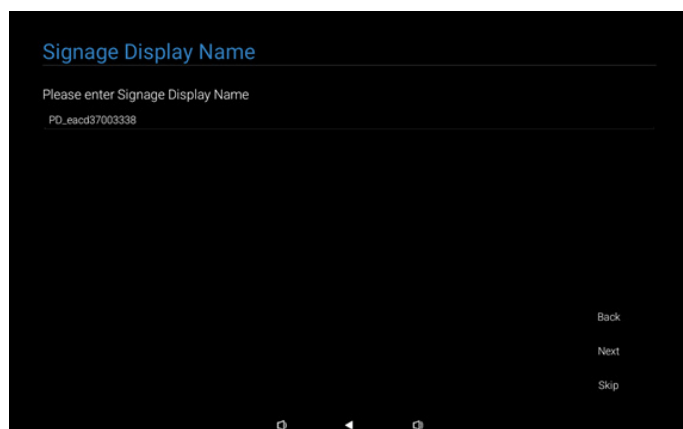 Signage Display Name
Please enter Signage Display Name
PD_eacd37003338
Back
Next
Skip